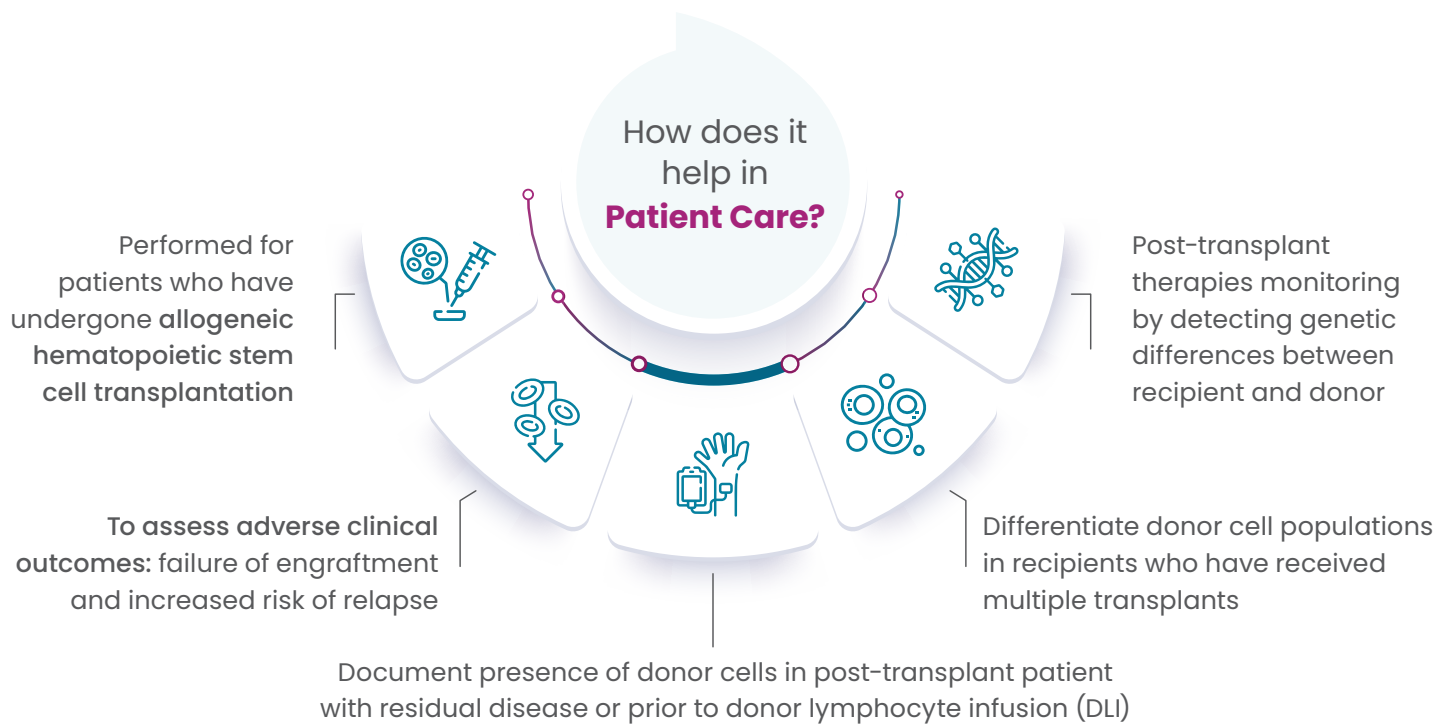 How does it
help in
Patient Care?
Performed for
patients who have
undergone allogeneic
hematopoietic stem
cell transplantation
To assess adverse clinical
outcomes: failure of engraftment
and increased risk of relapse
Document presence of donor cells in post-transplant patient
with residual disease or prior to donor lymphocyte infusion (DLI)
Differentiate donor cell populations
in recipients who have received
multiple transplants
Post-transplant
therapies monitoring
by detecting genetic
differences between
recipient and donor